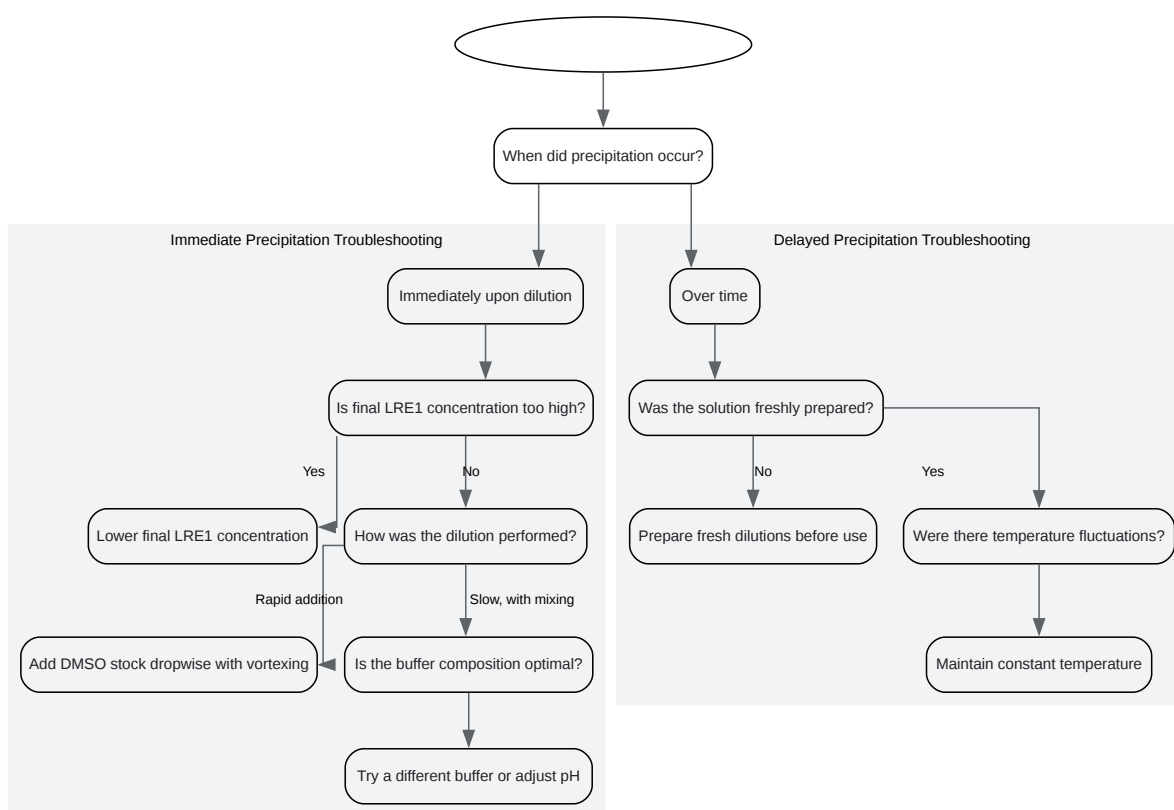 When did precipitation occur?
Immediate Precipitation Troubleshooting
Delayed Precipitation Troubleshooting
Immediately upon dilution
Over time
Is final LRE1 concentration too high?
Was the solution freshly prepared?
Yes
No
No
Yes
Lower final LRE1 concentration
How was the dilution performed?
Prepare fresh dilutions before use
Were there temperature fluctuations?
Rapid addition
Slow, with mixing
Add DMSO stock dropwise with vortexing
Is the buffer composition optimal?
Maintain constant temperature
Try a different buffer or adjust pH